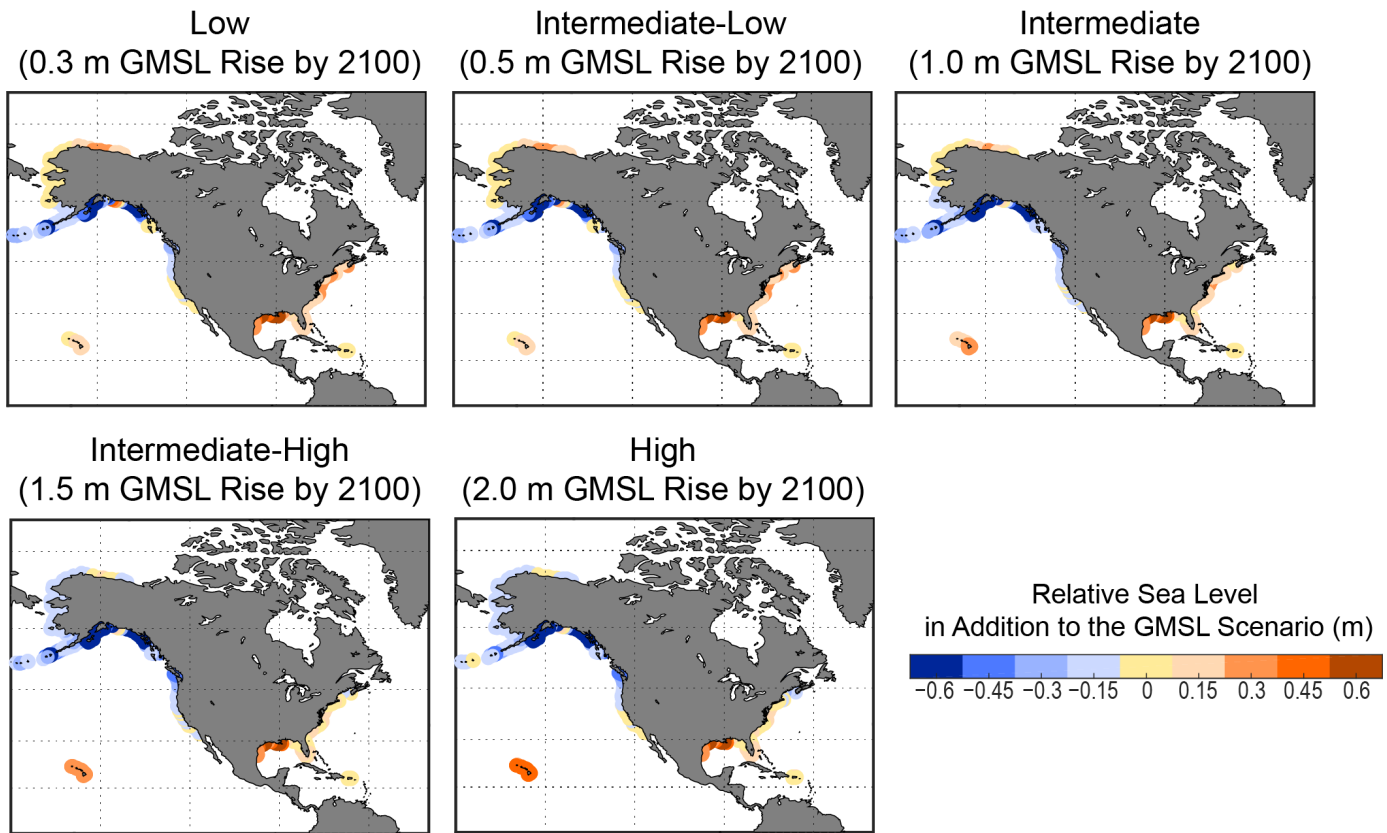 Low
(0.3 m GMSL Rise by 2100)
Intermediate-Low
(0.5 m GMSL Rise by 2100)
Intermediate
(1.0 m GMSL Rise by 2100)
Intermediate-High
(1.5 m GMSL Rise by 2100)
High
(2.0 m GMSL Rise by 2100)
Relative Sea Level
in Addition to the GMSL Scenario (m)
−0.6 −0.45 −0.3 −0.15 0 0.15 0.3 0.45 0.6